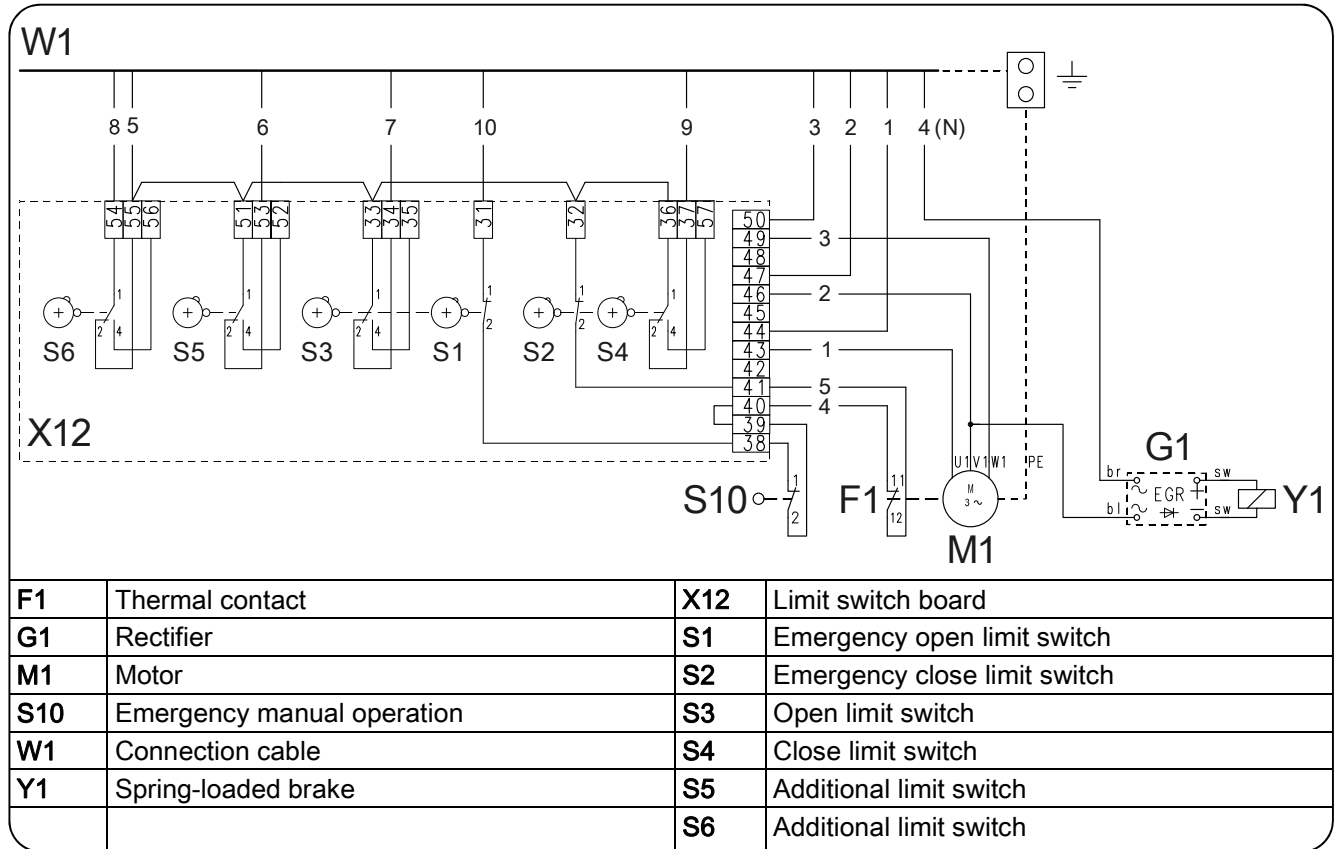 W1
8 5 6 7 10 9 3 2 1 4 (N)
54 55 56 51 53 52 33 34 35 31 32 36 37 57
50
49 3
48
47
46 2
45
44
43 1
42
41 5
40 4
39
38
1 1 1 1 1
2 4 2 4 2 4 2 2 2 4
S6 S5 S3 S1 S2 S4
X12
U1 V1 W1 PE
G1
br sw
EGR
bl sw
Y1
S10 1 2
F1 11 12
M 3~
M1
F1 Thermal contact X12 Limit switch board
G1 Rectifier S1 Emergency open limit switch
M1 Motor S2 Emergency close limit switch
S10 Emergency manual operation S3 Open limit switch
W1 Connection cable S4 Close limit switch
Y1 Spring-loaded brake S5 Additional limit switch
S6 Additional limit switch